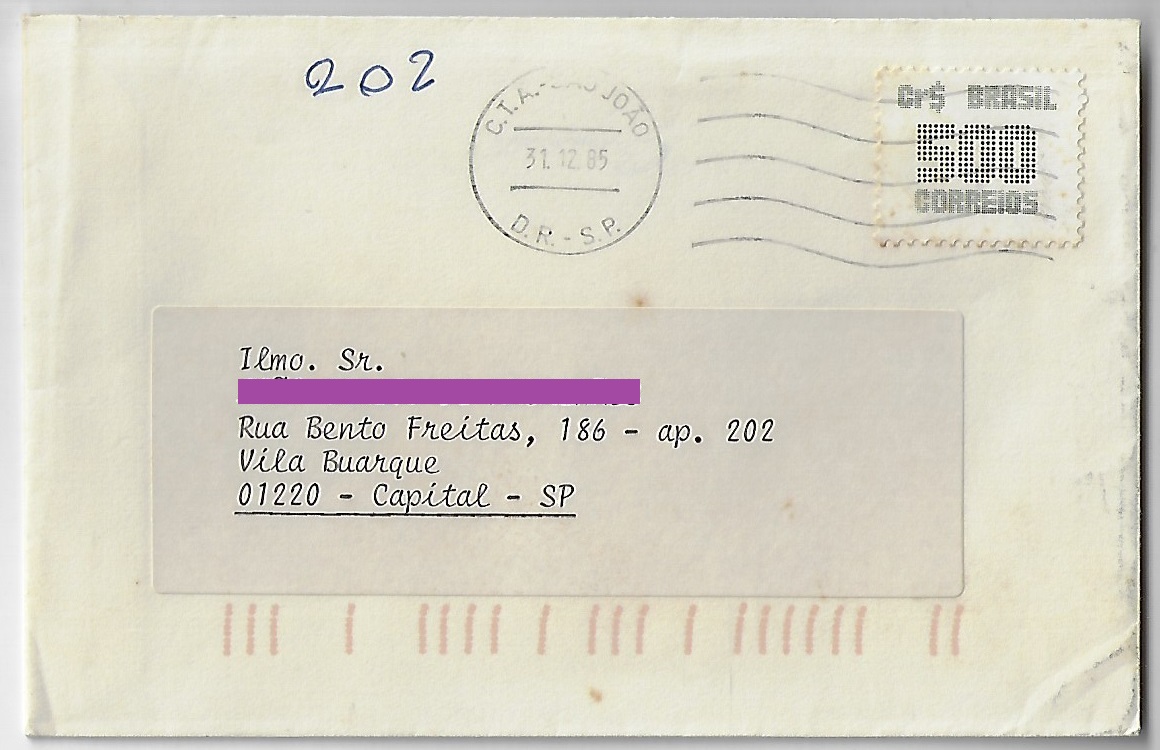 202
C.T.A.- SÃO JOÃO
31.12.85
D.R. - S.P.
Cr$ BRASIL
500
CORREIOS
Ilmo. Sr.
Rua Bento Freitas, 186 - ap. 202
Vila Buarque
01220 - Capital - SP